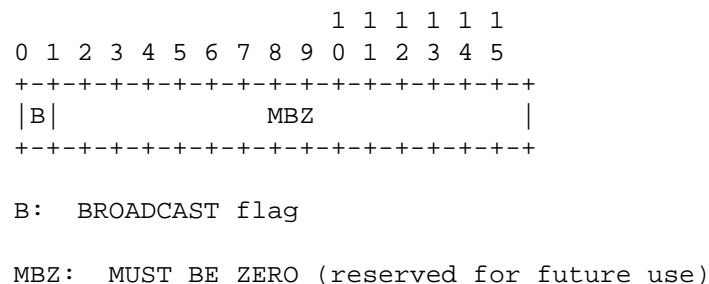 1 1 1 1 1 1
0 1 2 3 4 5 6 7 8 9 0 1 2 3 4 5
+-+-+-+-+-+-+-+-+-+-+-+-+-+-+-+-+
|B|             MBZ             |
+-+-+-+-+-+-+-+-+-+-+-+-+-+-+-+-+
B:  BROADCAST flag
MBZ:  MUST BE ZERO (reserved for future use)